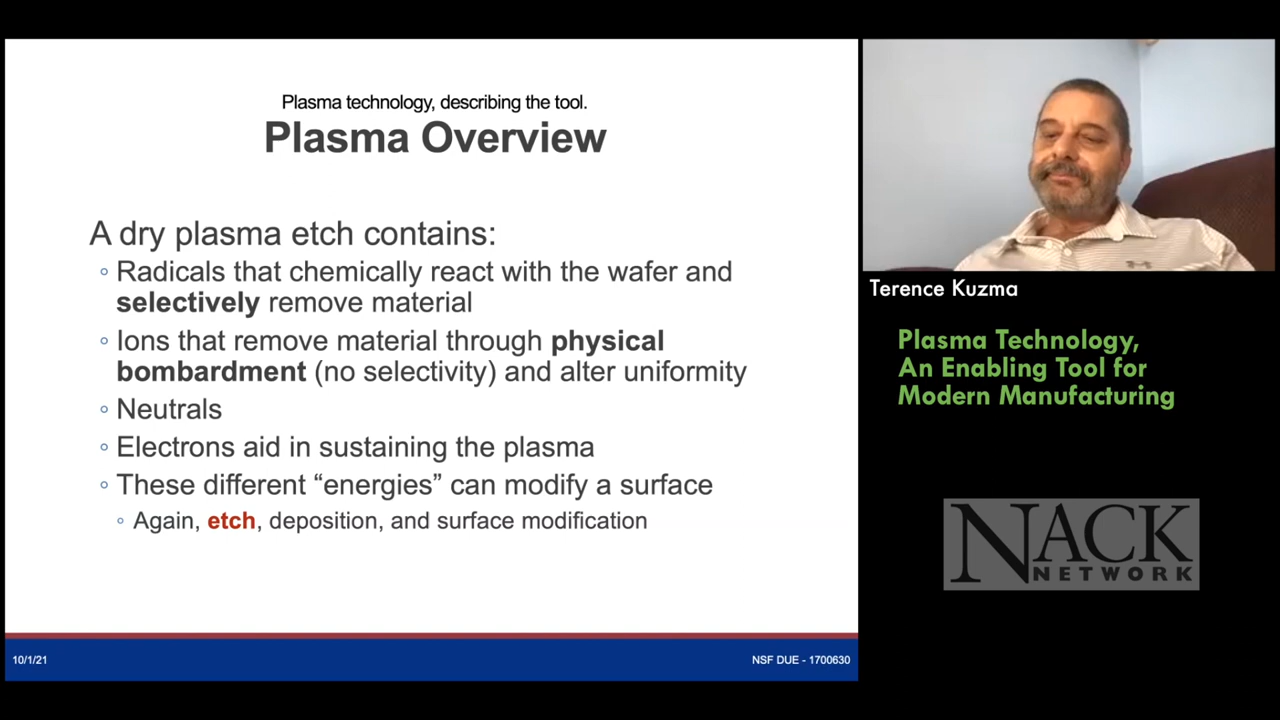 Plasma technology, describing the tool.
Plasma Overview
A dry plasma etch contains:
◦ Radicals that chemically react with the wafer and
selectively remove material
◦ Ions that remove material through physical
bombardment (no selectivity) and alter uniformity
◦ Neutrals
◦ Electrons aid in sustaining the plasma
◦ These different “energies” can modify a surface
◦ Again, etch, deposition, and surface modification
10/1/21
NSF DUE - 1700630
Terence Kuzma
Plasma Technology,
An Enabling Tool for
Modern Manufacturing
NACK
NETWORK